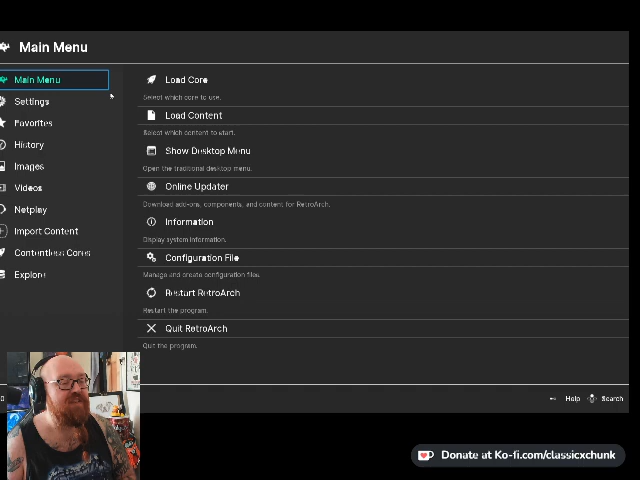 Main Menu
Main Menu
Settings
Favorites
History
Images
Videos
Netplay
Import Content
Contentless Cores
Explore
Load Core
Select which core to use.
Load Content
Select which content to start.
Show Desktop Menu
Open the traditional desktop menu.
Online Updater
Download add-ons, components, and content for RetroArch.
Information
Display system information.
Configuration File
Manage and create configuration files.
Restart RetroArch
Restart the program.
Quit RetroArch
Quit the program.
0
Help
Search
Donate at Ko-fi.com/classicxchunk